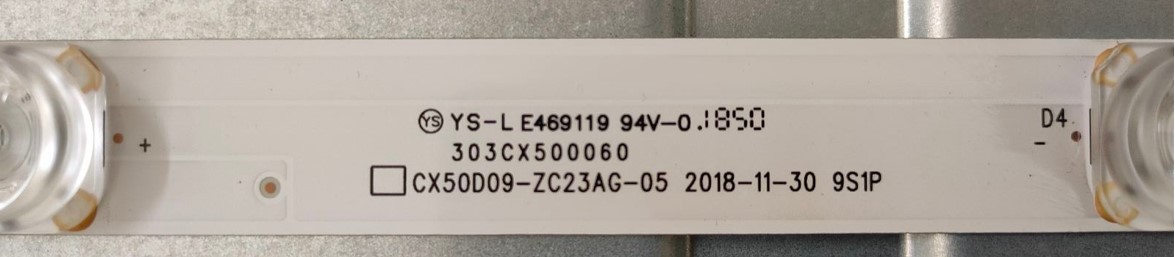 YS YS-L E469119 94V-0 .1850
303CX500060
CX50D09-ZC23AG-05 2018-11-30 9S1P
D4
+
-